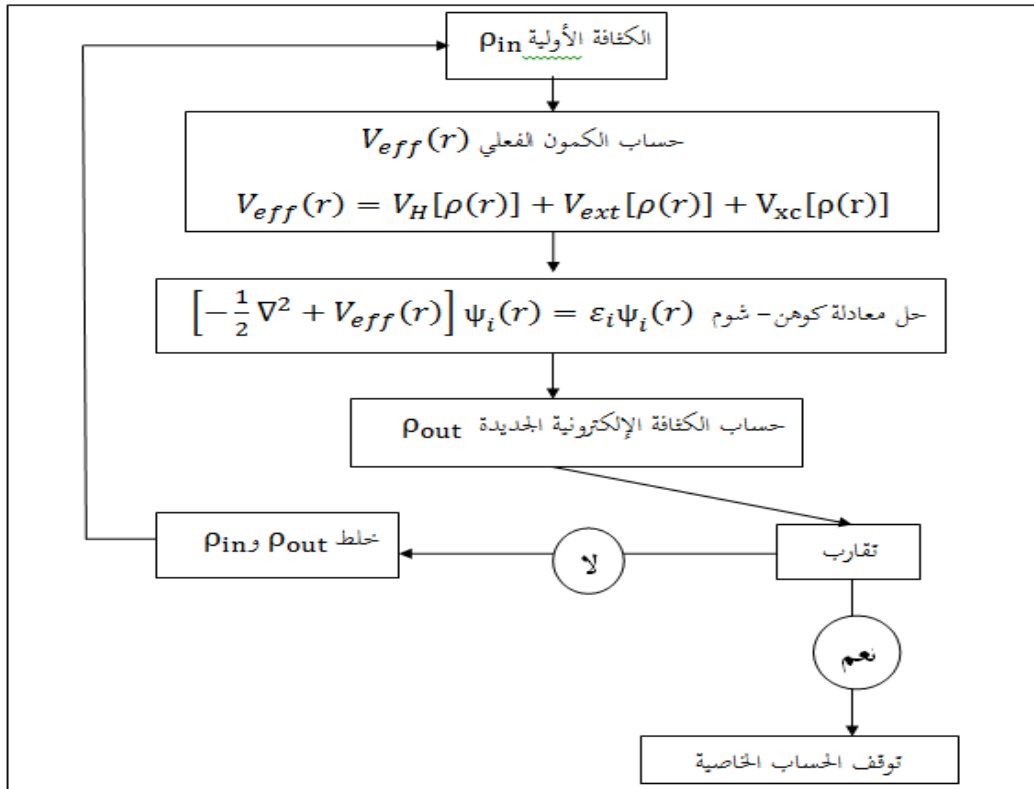 الكثافة الأولية ρin
حساب الكمون الفعلي Veff(r)
Veff(r) = VH[ρ(r)] + Vext[ρ(r)] + Vxc[ρ(r)]
حل معادلة كوهن – شوم [−½ ∇² + Veff(r)] ψi(r) = εiψi(r)
حساب الكثافة الإلكترونية الجديدة ρout
تقارب
لا
خلط ρout و ρin
نعم
توقف الحساب الخاصية